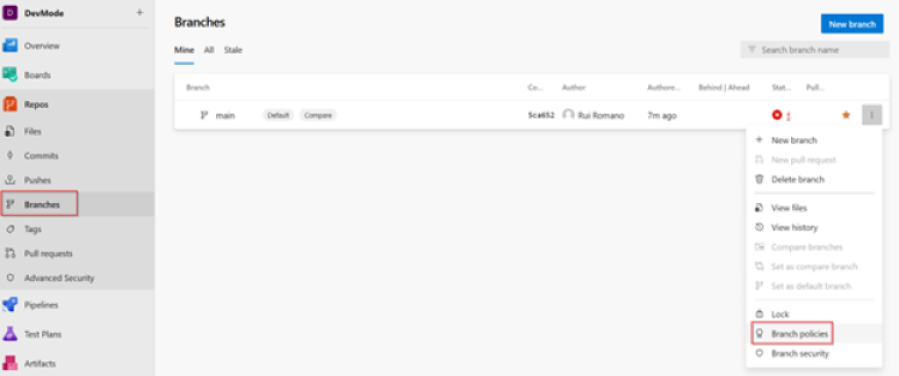 D DevMode +
Overview
Boards
Repos
Files
Commits
Pushes
Branches
Tags
Pull requests
Advanced Security
Pipelines
Test Plans
Artifacts
Branches
New branch
Mine All Stale
Search branch name
Branch Co... Author Authore... Behind | Ahead Stat... Pull...
main Default Compare 5ca652 Rui Romano 7m ago
New branch
New pull request
Delete branch
View files
View history
Compare branches
Set as compare branch
Set as default branch
Lock
Branch policies
Branch security